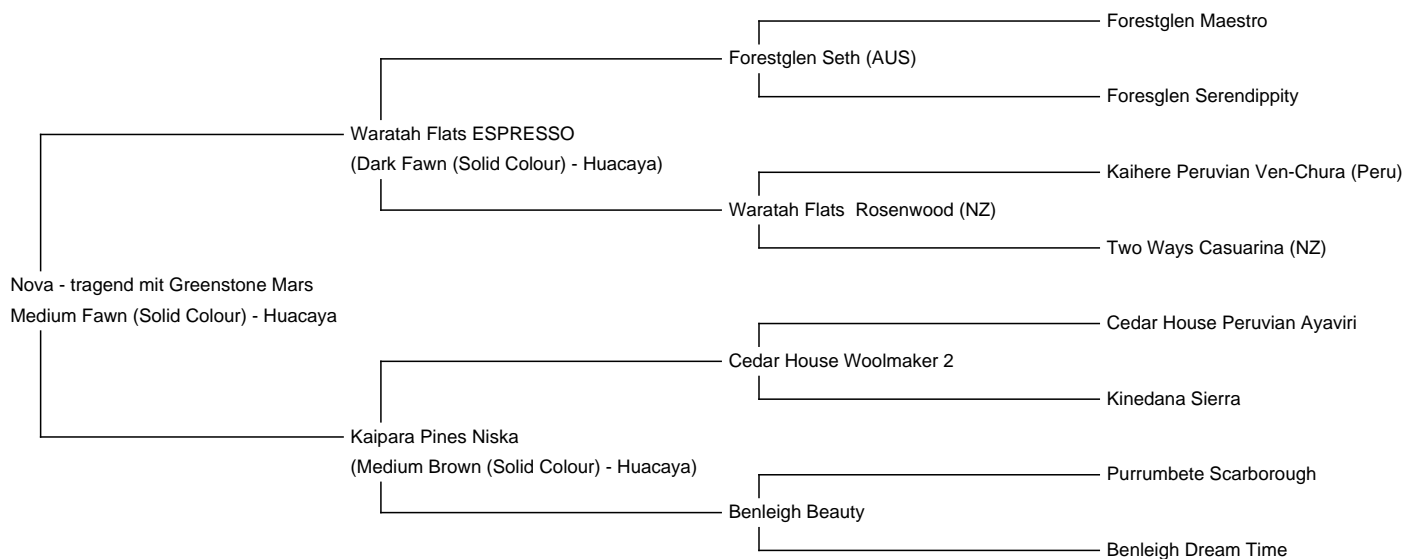 Forestglen Maestro
Forestglen Seth (AUS)
Foresglen Serendippity
Waratah Flats ESPRESSO
(Dark Fawn (Solid Colour) - Huacaya)
Kaihere Peruvian Ven-Chura (Peru)
Waratah Flats  Rosenwood (NZ)
Two Ways Casuarina (NZ)
Nova - tragend mit Greenstone Mars
Medium Fawn (Solid Colour) - Huacaya
Cedar House Peruvian Ayaviri
Cedar House Woolmaker 2
Kinedana Sierra
Kaipara Pines Niska
(Medium Brown (Solid Colour) - Huacaya)
Purrumbete Scarborough
Benleigh Beauty
Benleigh Dream Time